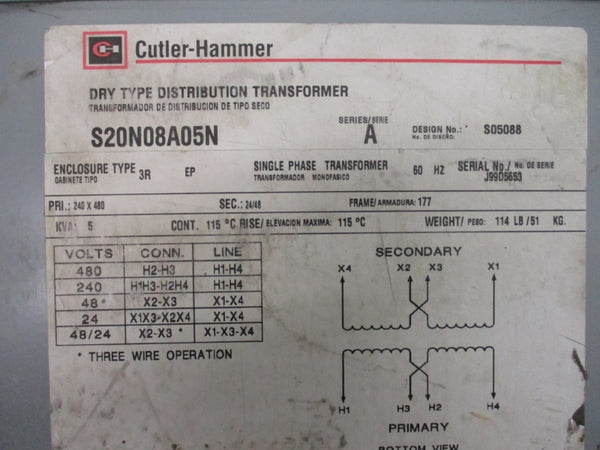 CH Cutler-Hammer
DRY TYPE DISTRIBUTION TRANSFORMER
TRANSFORMADOR DE DISTRIBUCION DE TIPO SECO
S20N08A05N
SERIES/SERIE
A
DESIGN No.: S05088
No. DE DISEÑO:
ENCLOSURE TYPE 3R EP
GABINETE TIPO
SINGLE PHASE TRANSFORMER 60 HZ
TRANSFORMADOR MONOFASICO
SERIAL No./ No. DE SERIE
J99D5653
PRI.: 240 X 480 SEC.: 24/48 FRAME/ARMADURA: 177
KVA: 5 CONT. 115 °C RISE/ ELEVACION MAXIMA: 115 °C WEIGHT/ PESO: 114 LB /51 KG.
VOLTS CONN. LINE
480 H2-H3 H1-H4
240 H1H3-H2H4 H1-H4
48* X2-X3 X1-X4
24 X1X3-X2X4 X1-X4
48/24 X2-X3 * X1-X3-X4
* THREE WIRE OPERATION
SECONDARY
X4 X2 X3 X1
H1 H3 H2 H4
PRIMARY
BOTTOM VIEW